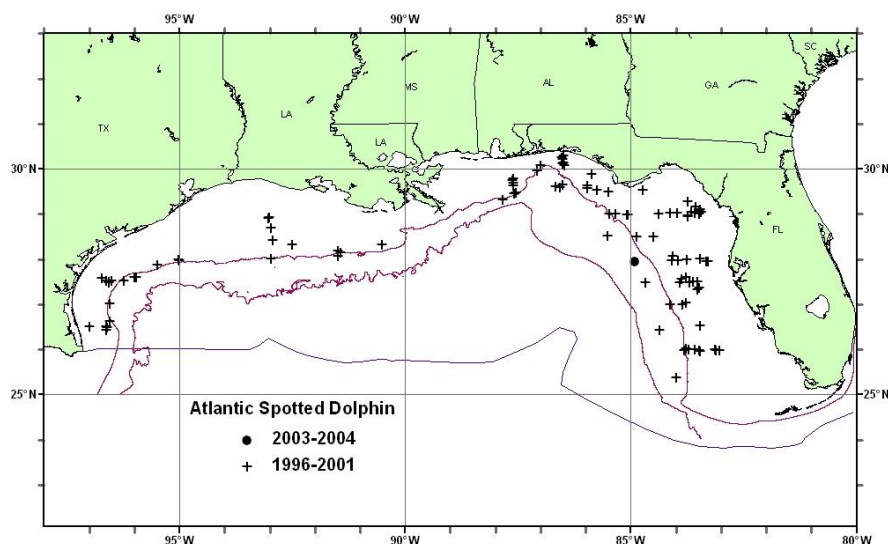 95°W 90°W 85°W
SC
MS AL GA
LA
TX
LA
30°N 30°N
FL
25°N 25°N
Atlantic Spotted Dolphin
2003-2004
1996-2001
95°W 90°W 85°W 80°W